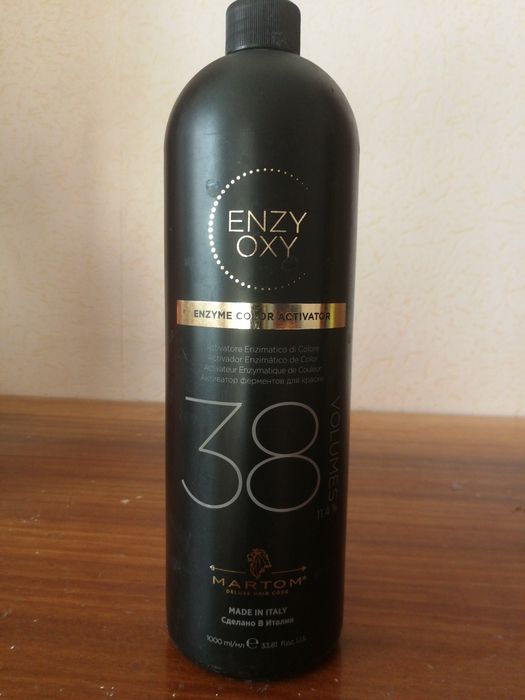 ENZY
OXY
ENZYME COLOR ACTIVATOR
Activatore Enzimatico di Colore
Activador Enzimático de Color
Activateur Enzymatique de Couleur
Активатор ферментов для краски
38
VOLUMES
11,4 %
MARTOM®
DELUXE HAIR CODE
MADE IN ITALY
Сделано В Италии
1000 ml/мл e 33.81 fl.oz. U.S.